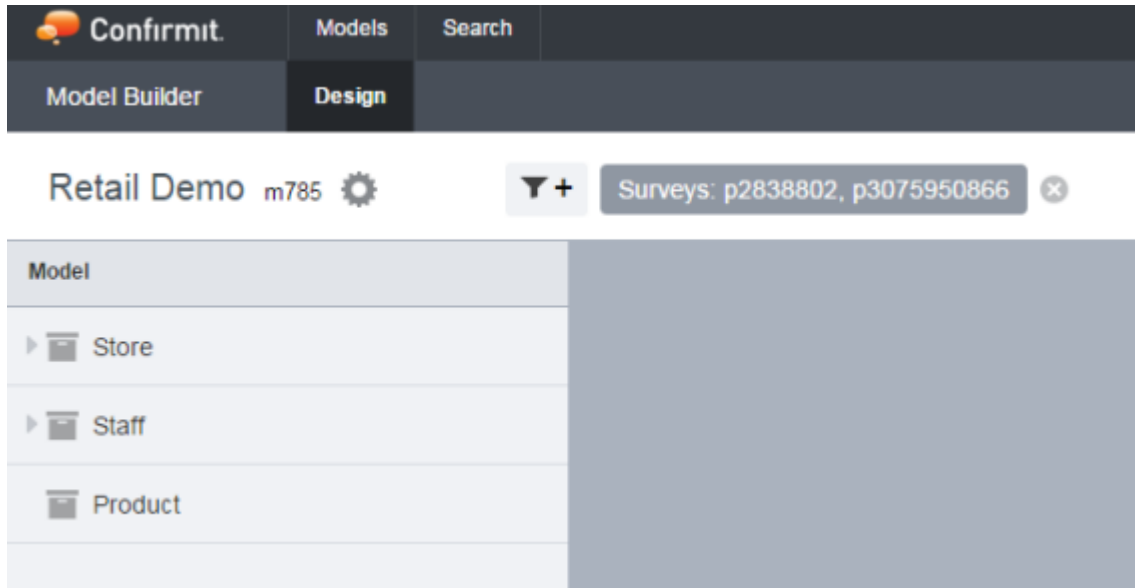 Confirmit. Models Search
Model Builder Design
Retail Demo m785 + Surveys: p2838802, p3075950866
Model
Store
Staff
Product